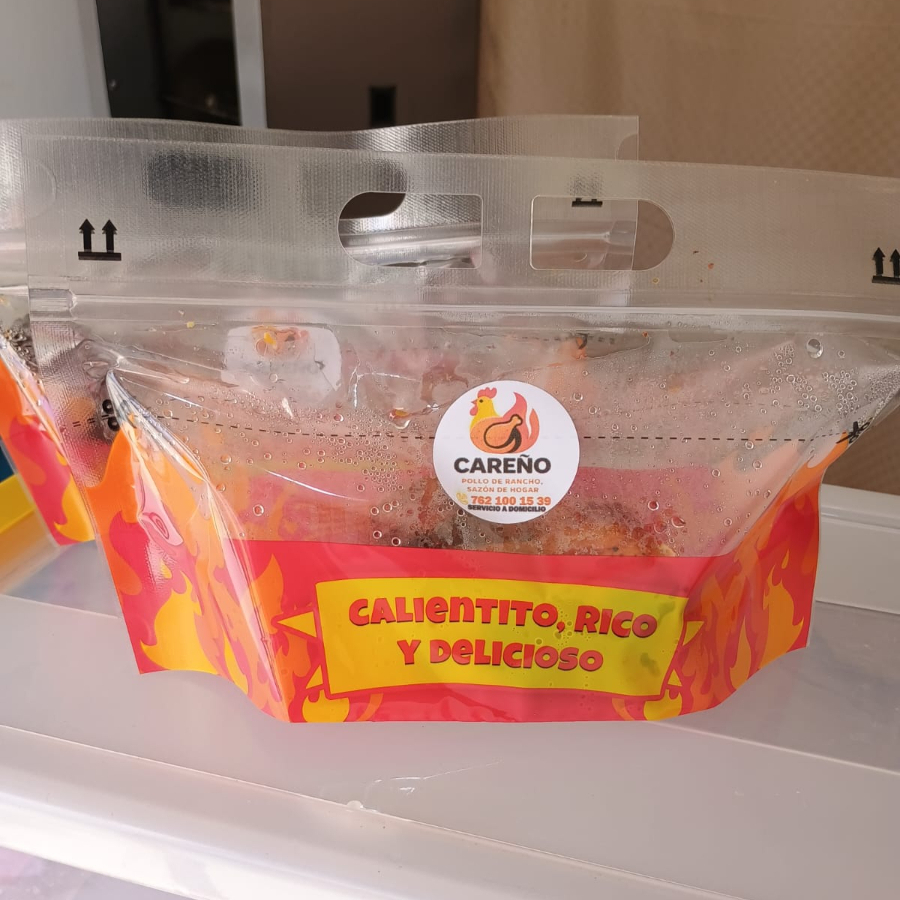 CAREÑO
POLLO DE RANCHO,
SAZÓN DE HOGAR
762 100 15 39
SERVICIO A DOMICILIO
CALIENTITO, RICO
Y DELICIOSO